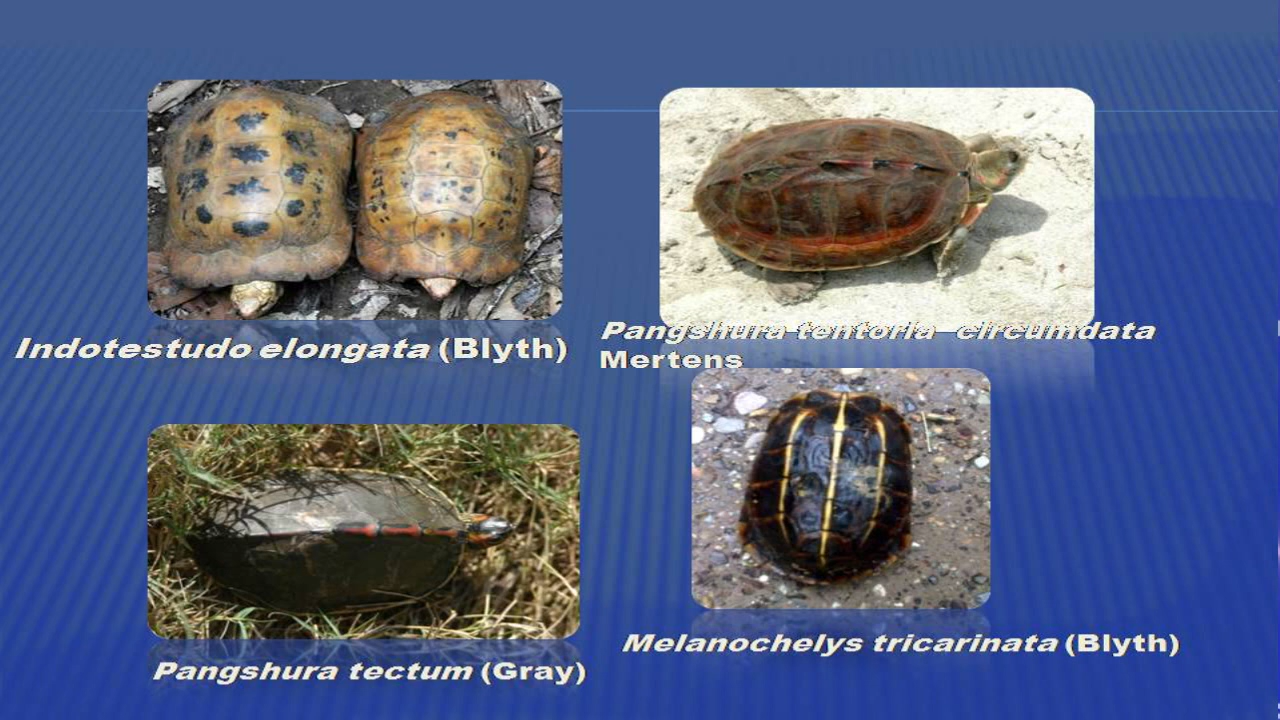 Indotestudo elongata (Blyth)
Pangshura tentoria circumdata
Mertens
Pangshura tectum (Gray)
Melanochelys tricarinata (Blyth)